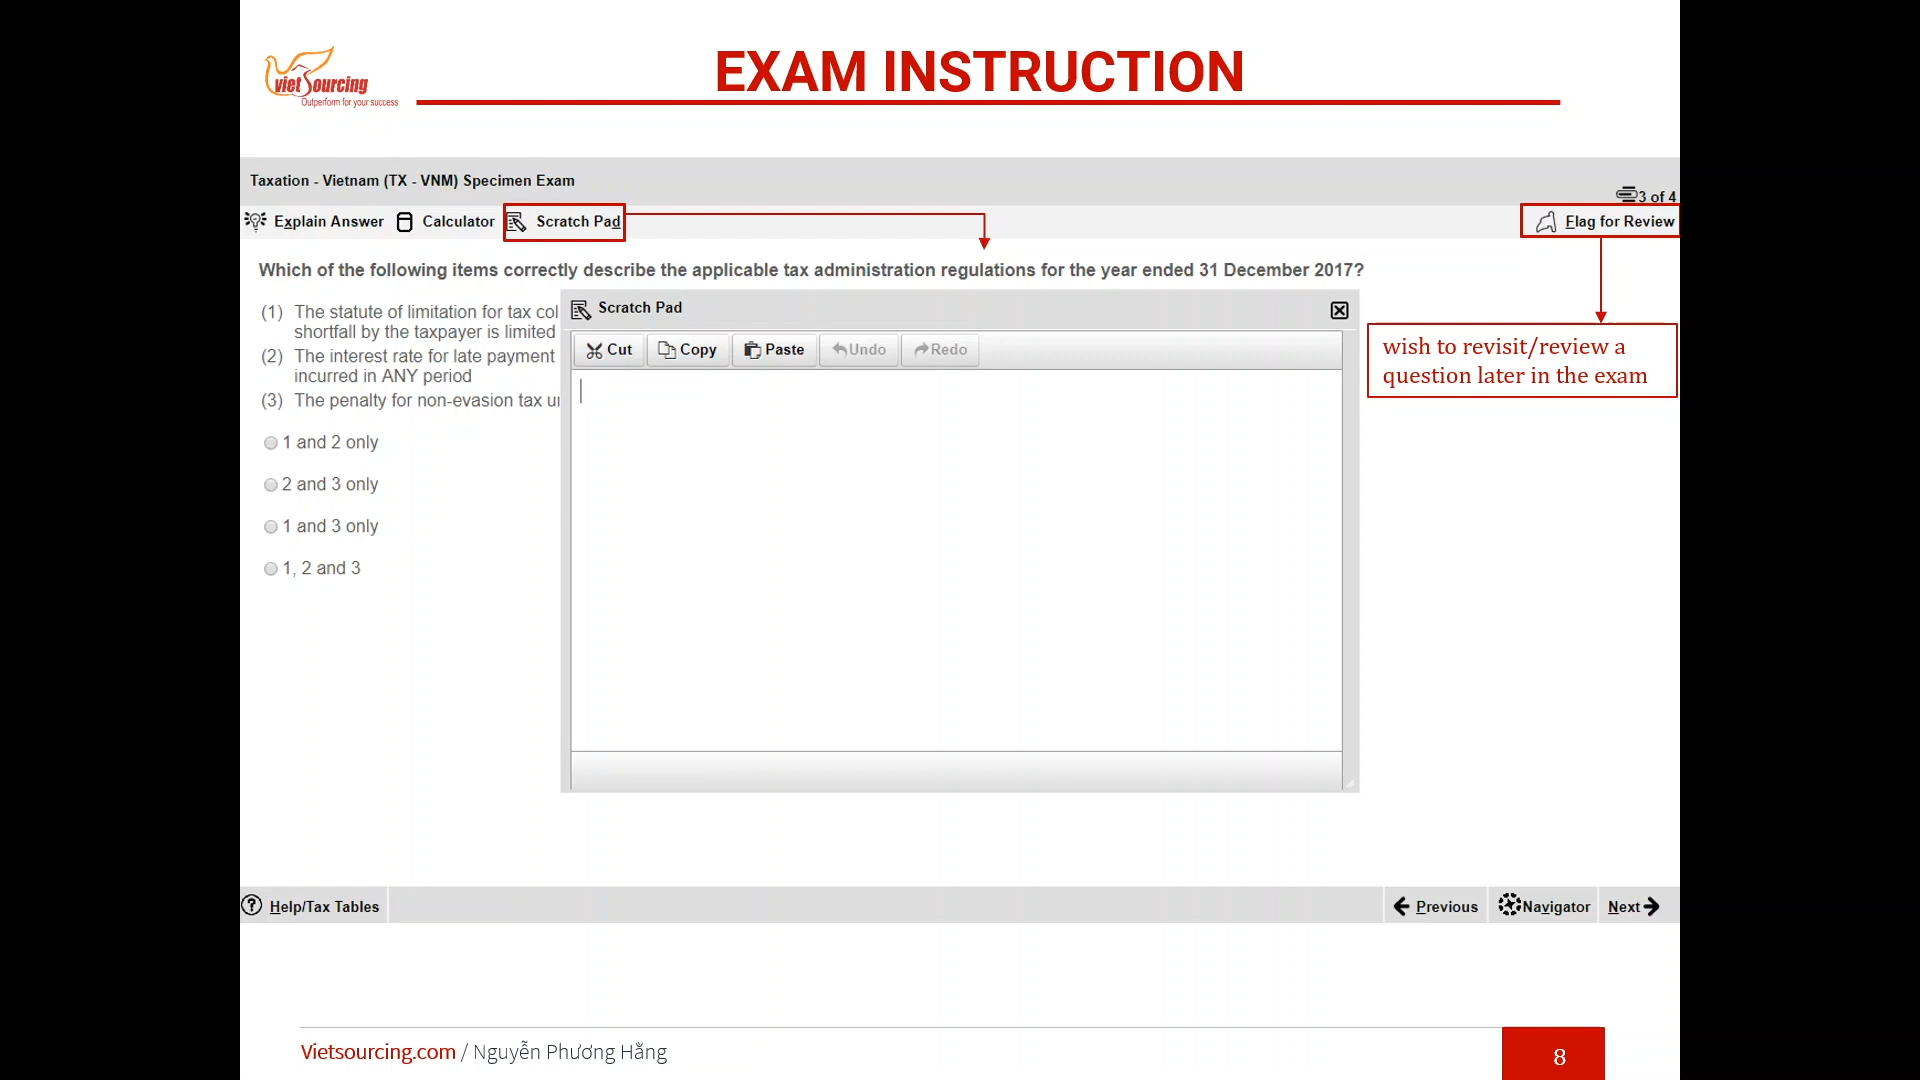 viet Sourcing
Outperform for your success
EXAM INSTRUCTION
Taxation - Vietnam (TX - VNM) Specimen Exam
3 of 4
Explain Answer
Calculator
Scratch Pad
Flag for Review
Which of the following items correctly describe the applicable tax administration regulations for the year ended 31 December 2017?
(1) The statute of limitation for tax col
shortfall by the taxpayer is limited
(2) The interest rate for late payment
incurred in ANY period
(3) The penalty for non-evasion tax u
1 and 2 only
2 and 3 only
1 and 3 only
1, 2 and 3
Scratch Pad
Cut
Copy
Paste
Undo
Redo
wish to revisit/review a
question later in the exam
Help/Tax Tables
Previous
Navigator
Next
Vietsourcing.com / Nguyễn Phương Hằng
8